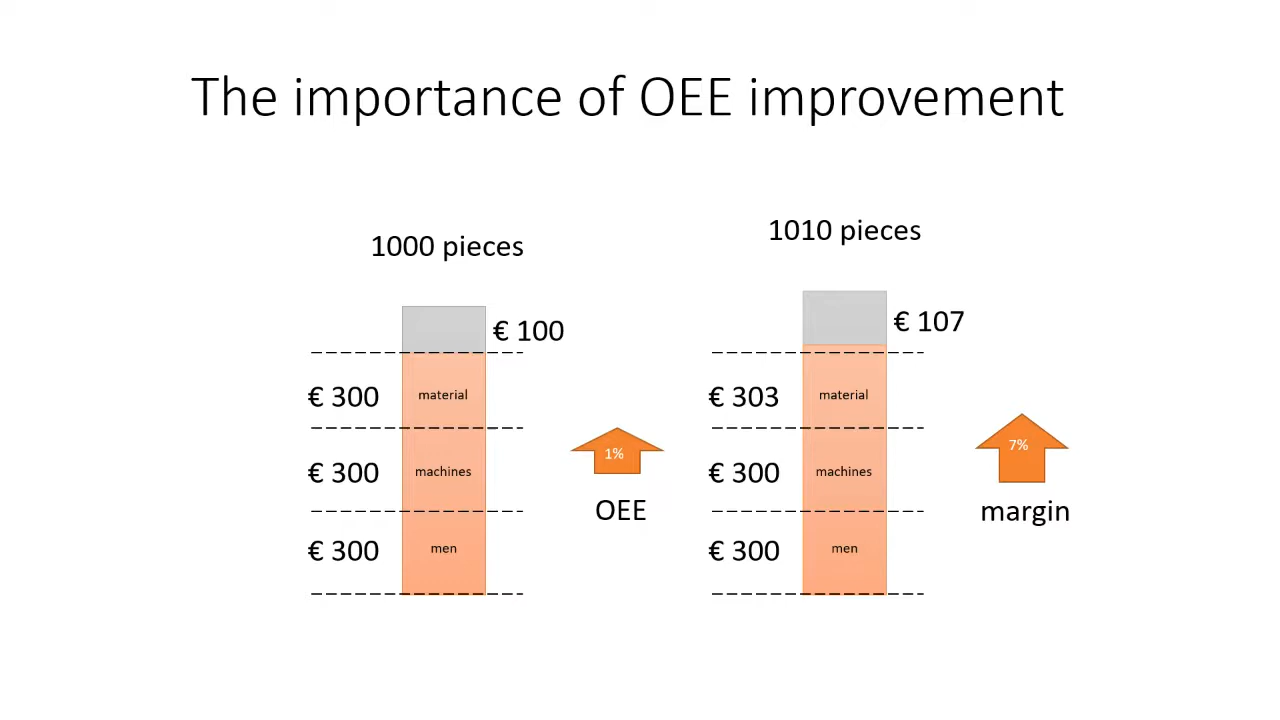 The importance of OEE improvement
1000 pieces
€ 100
€ 300
material
€ 300
machines
€ 300
men
1%
OEE
1010 pieces
€ 107
€ 303
material
€ 300
machines
€ 300
men
7%
margin